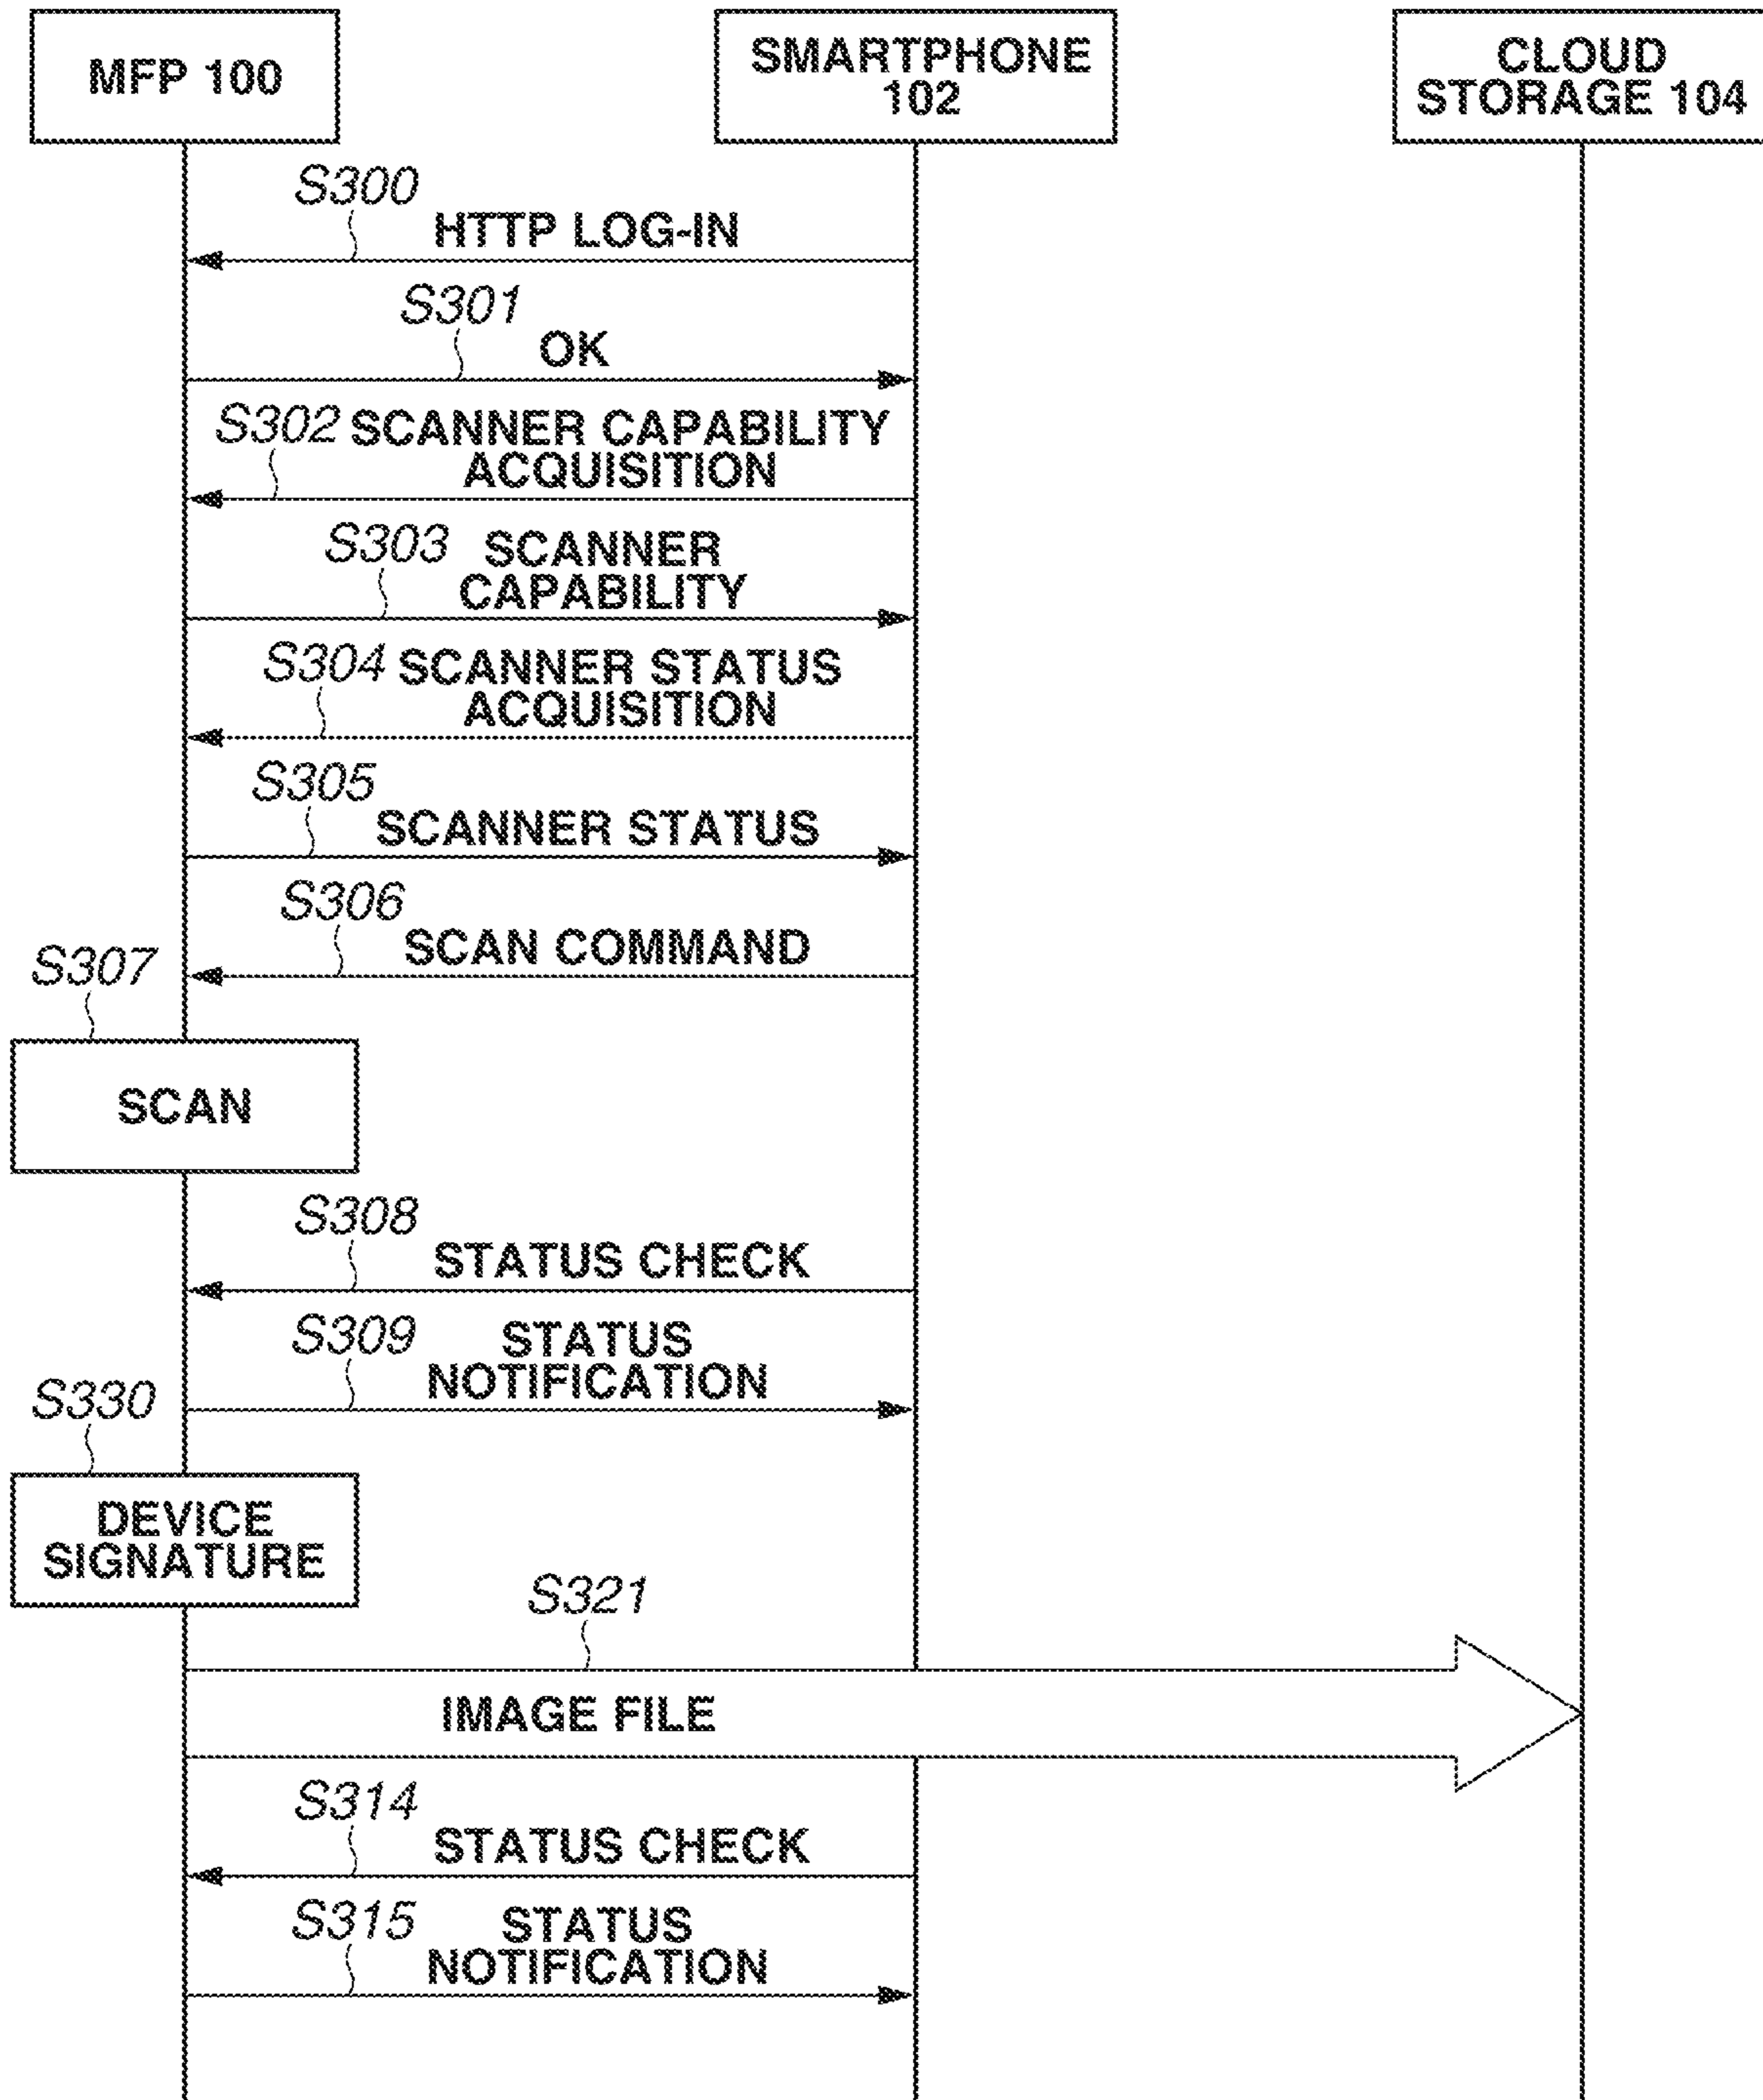 MFP 100
SMARTPHONE
102
CLOUD
STORAGE 104
S300
HTTP LOG-IN
S301
OK
S302 SCANNER CAPABILITY
ACQUISITION
S303 SCANNER
CAPABILITY
S304 SCANNER STATUS
ACQUISITION
S305
SCANNER STATUS
S306
SCAN COMMAND
S307
SCAN
S308
STATUS CHECK
S309 STATUS
NOTIFICATION
S330
DEVICE
SIGNATURE
S321
IMAGE FILE
S314
STATUS CHECK
S315 STATUS
NOTIFICATION